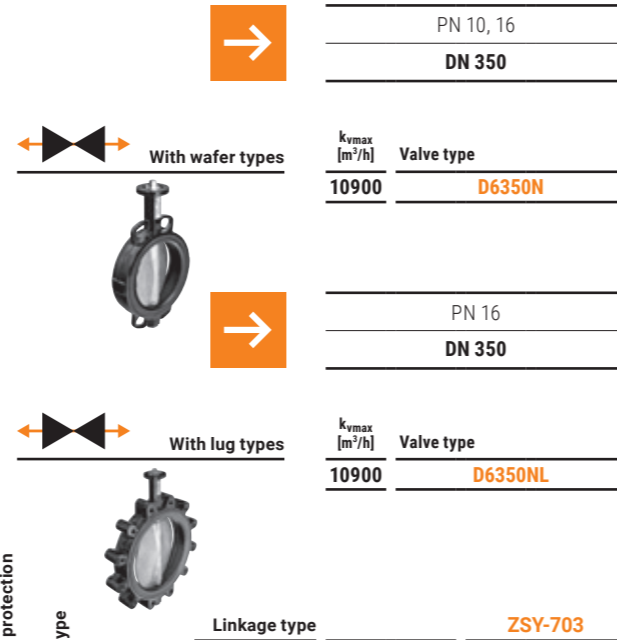 PN 10, 16
DN 350
With wafer types
kvmax
[m³/h] Valve type
10900 D6350N
PN 16
DN 350
With lug types
kvmax
[m³/h] Valve type
10900 D6350NL
protection
ype
Linkage type ZSY-703